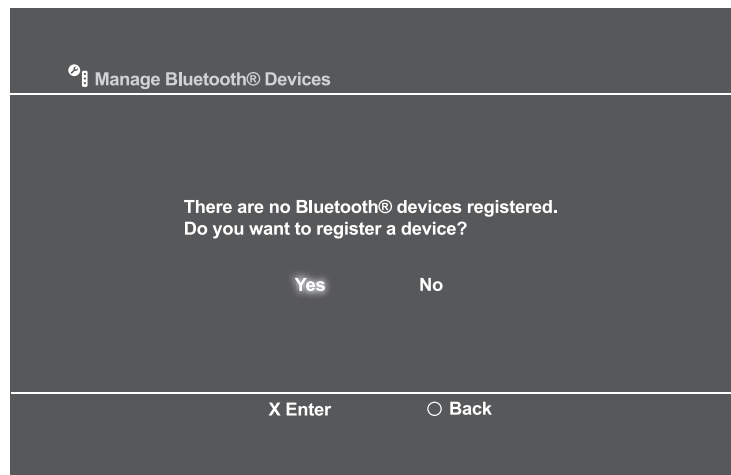 Manage Bluetooth® Devices
There are no Bluetooth® devices registered.
Do you want to register a device?
Yes No
X Enter ○ Back